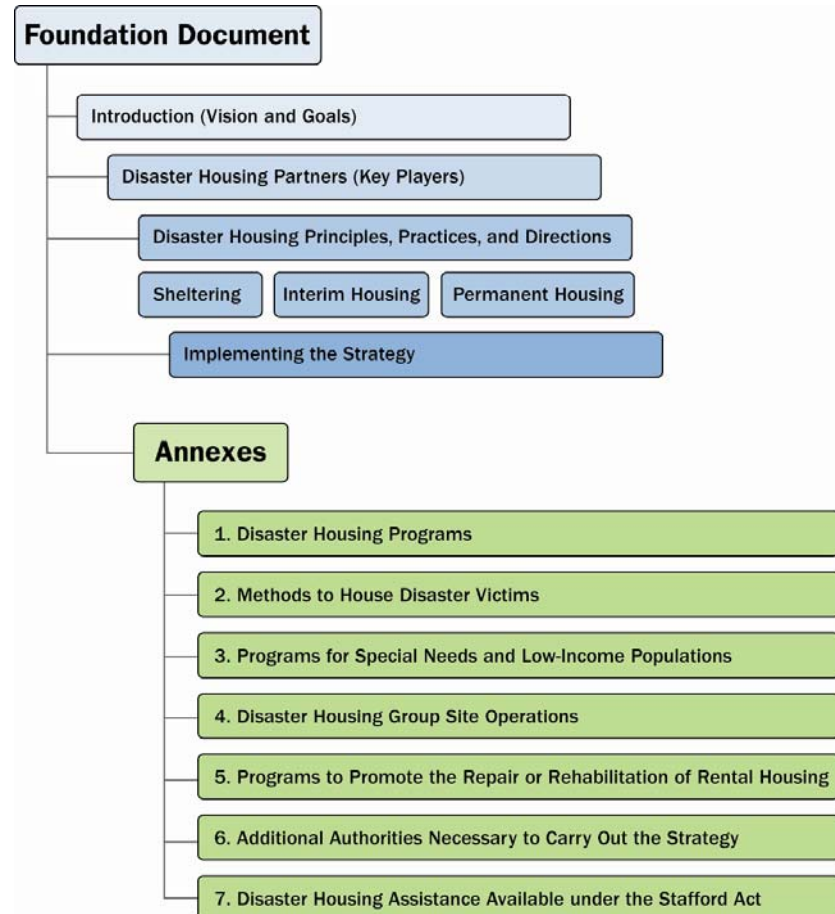 Foundation Document
Introduction (Vision and Goals)
Disaster Housing Partners (Key Players)
Disaster Housing Principles, Practices, and Directions
Sheltering
Interim Housing
Permanent Housing
Implementing the Strategy
Annexes
1. Disaster Housing Programs
2. Methods to House Disaster Victims
3. Programs for Special Needs and Low-Income Populations
4. Disaster Housing Group Site Operations
5. Programs to Promote the Repair or Rehabilitation of Rental Housing
6. Additional Authorities Necessary to Carry Out the Strategy
7. Disaster Housing Assistance Available under the Stafford Act